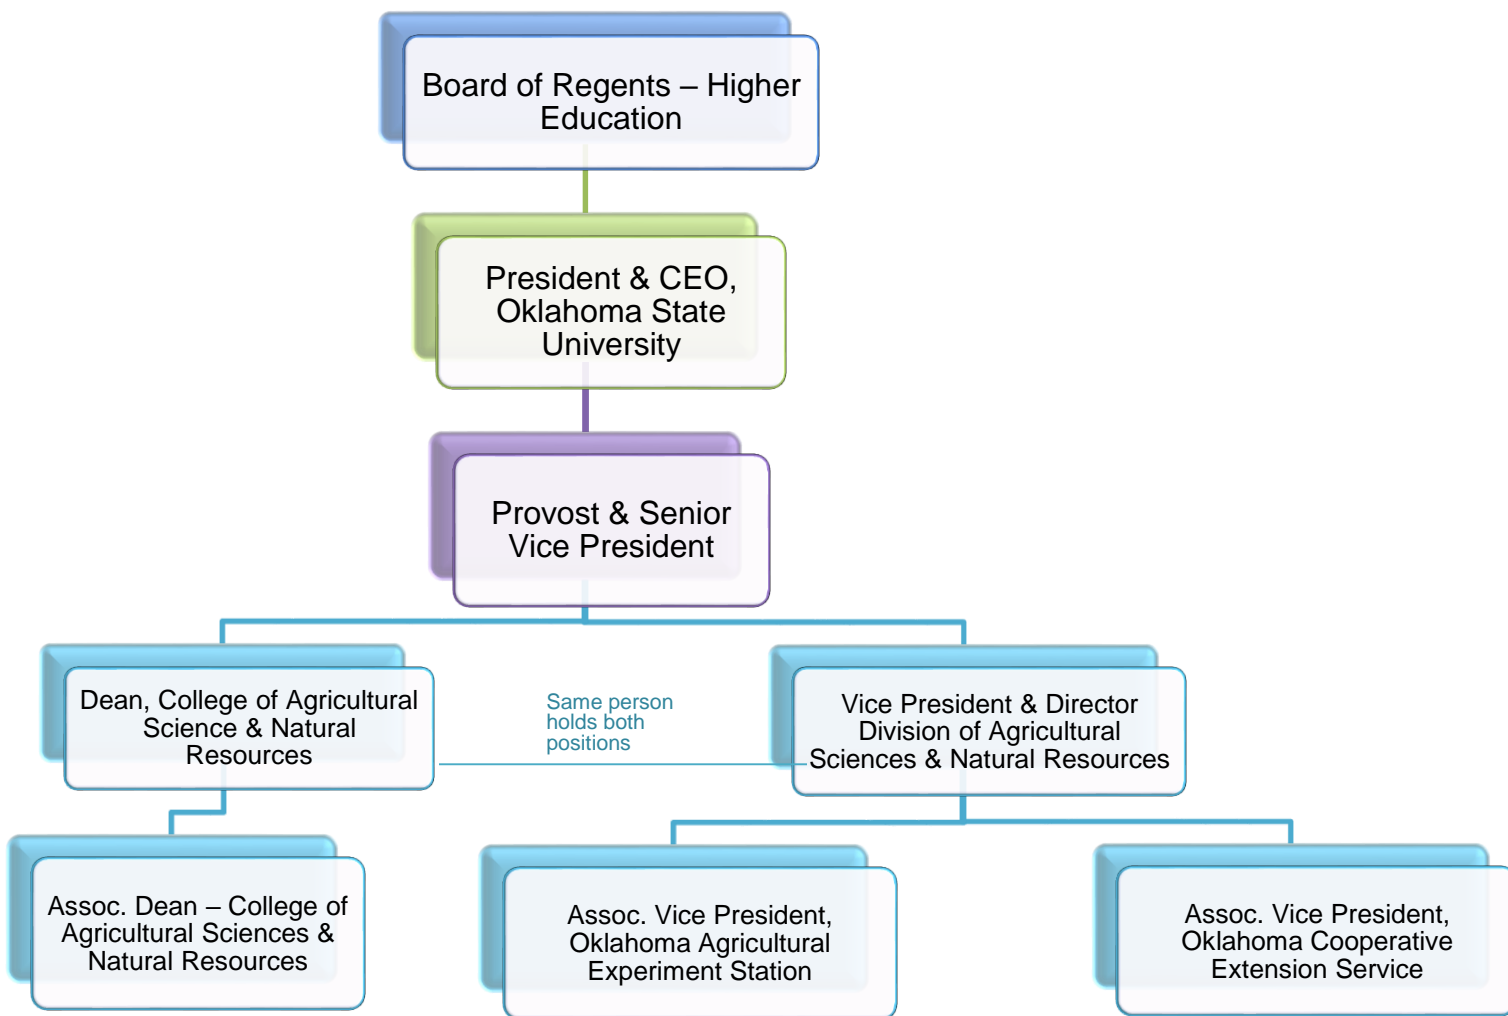 Board of Regents – Higher
Education
President & CEO,
Oklahoma State
University
Provost & Senior
Vice President
Dean, College of Agricultural
Science & Natural
Resources
Same person
holds both
positions
Vice President & Director
Division of Agricultural
Sciences & Natural Resources
Assoc. Dean – College of
Agricultural Sciences &
Natural Resources
Assoc. Vice President,
Oklahoma Agricultural
Experiment Station
Assoc. Vice President,
Oklahoma Cooperative
Extension Service